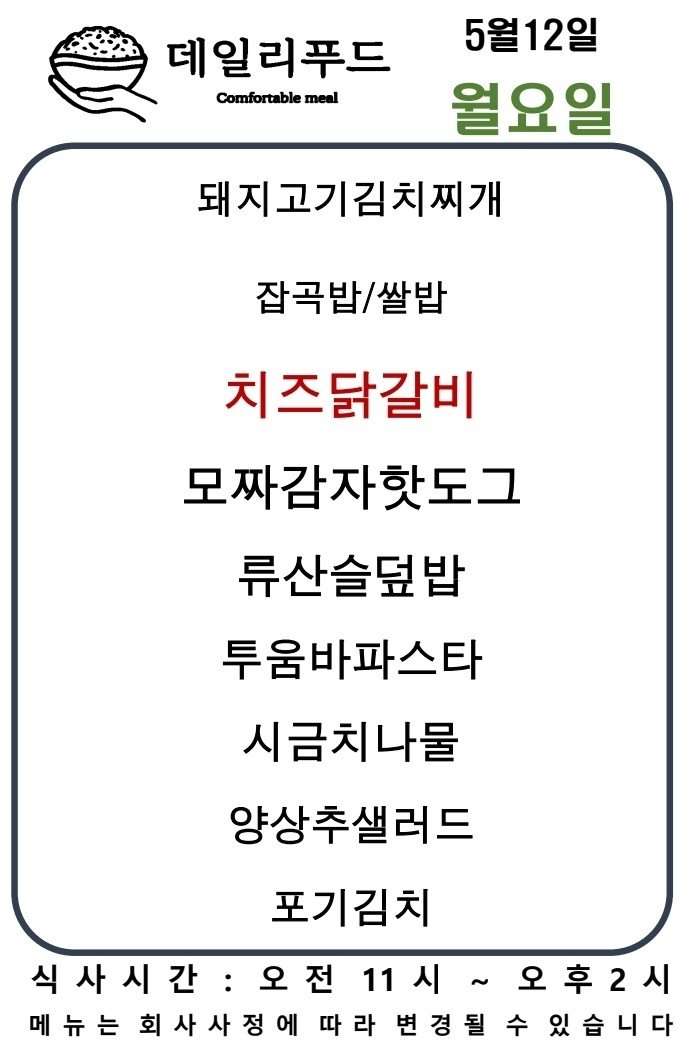 데일리푸드
Comfortable meal
5월12일
월요일
돼지고기김치찌개
잡곡밥/쌀밥
치즈닭갈비
모짜감자핫도그
류산슬덮밥
투움바파스타
시금치나물
양상추샐러드
포기김치
식사시간 : 오전 11시 ~ 오후2시
메뉴는 회사사정에 따라 변경될 수 있습니다